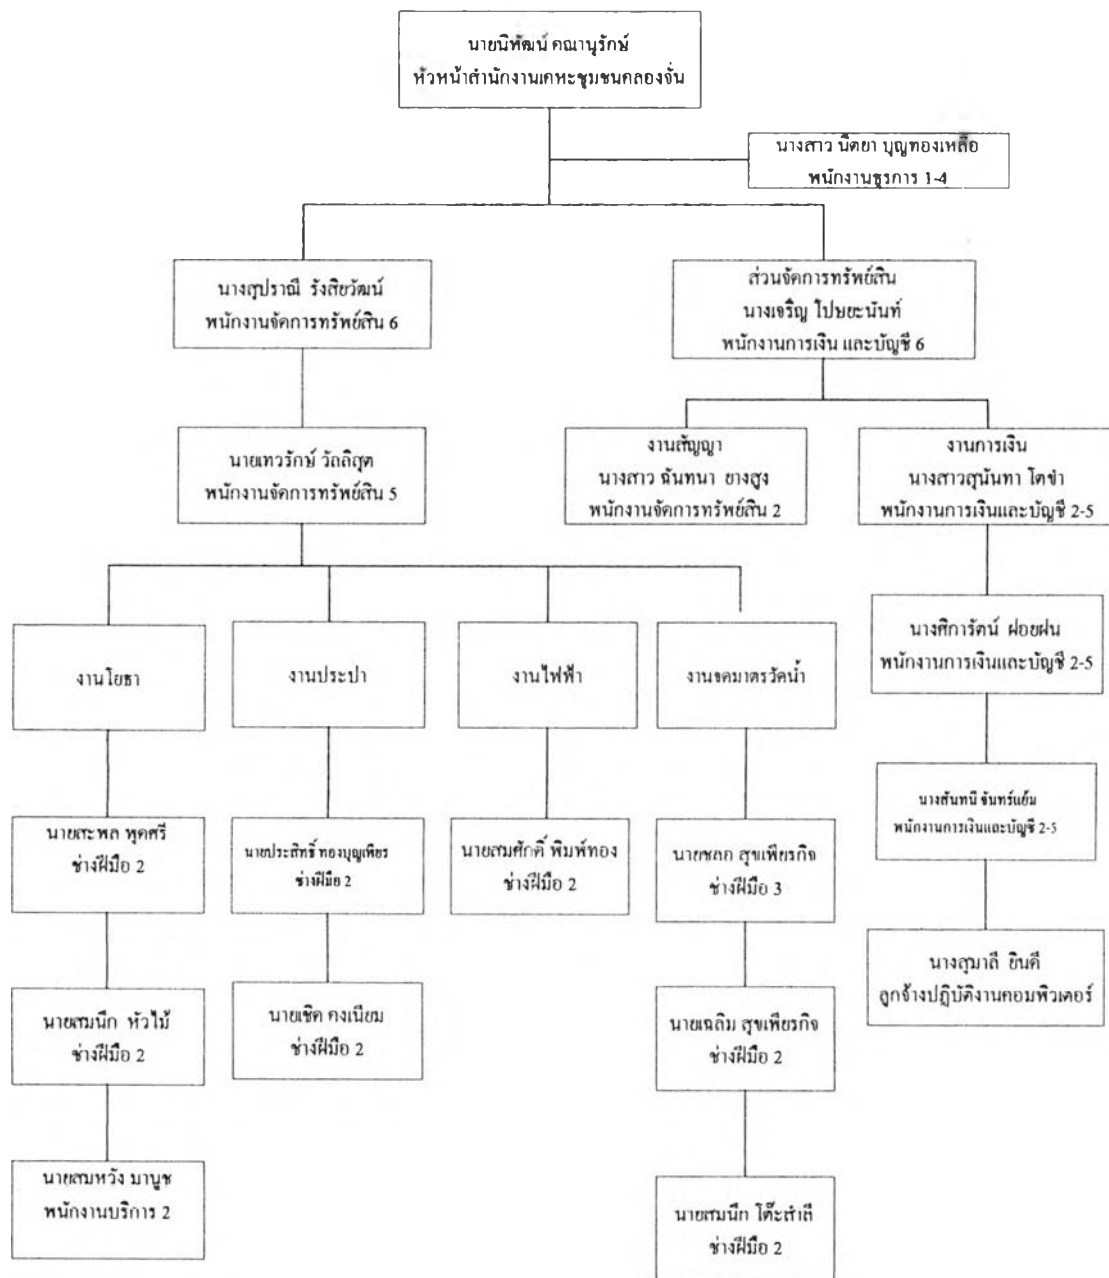 นายนิพัฒน์ คณานุรักษ์
หัวหน้าสำนักงานเคหะชุมชนคลองจั่น
นางสาว นิตยา บุญทองเหลือ
พนักงานธุรการ 1-4
นางสุปราณี รังสิยวัฒน์
พนักงานจัดการทรัพย์สิน 6
ส่วนจัดการทรัพย์สิน
นางเจริญ โปษยะนันท์
พนักงานการเงิน และบัญชี 6
นายเทวรักษ์ วัลลิสุต
พนักงานจัดการทรัพย์สิน 5
งานสัญญา
นางสาว ฉันทนา ยางสูง
พนักงานจัดการทรัพย์สิน 2
งานการเงิน
นางสาวสุนันทา โตขำ
พนักงานการเงินและบัญชี 2-5
นางศิการัตน์ ฝอยฝน
พนักงานการเงินและบัญชี 2-5
งานโยธา
งานประปา
งานไฟฟ้า
งานจดมาตรวัดน้ำ
นางสันทนี จันทร์แย้ม
พนักงานการเงินและบัญชี 2-5
นายสะพล พุดศรี
ช่างฝีมือ 2
นายประสิทธิ์ ทองบุญเพียร
ช่างฝีมือ 2
นายสมศักดิ์ พิมพ์ทอง
ช่างฝีมือ 2
นายชลอ สุขเพียรกิจ
ช่างฝีมือ 3
นางสุมาลี ยินดี
ลูกจ้างปฏิบัติงานคอมพิวเตอร์
นายสมนึก หัวไม้
ช่างฝีมือ 2
นายเชิด คงเนียม
ช่างฝีมือ 2
นายเฉลิม สุขเพียรกิจ
ช่างฝีมือ 2
นายสมหวัง มานูช
พนักงานบริการ 2
นายสมนึก โต๊ะสำลี
ช่างฝีมือ 2